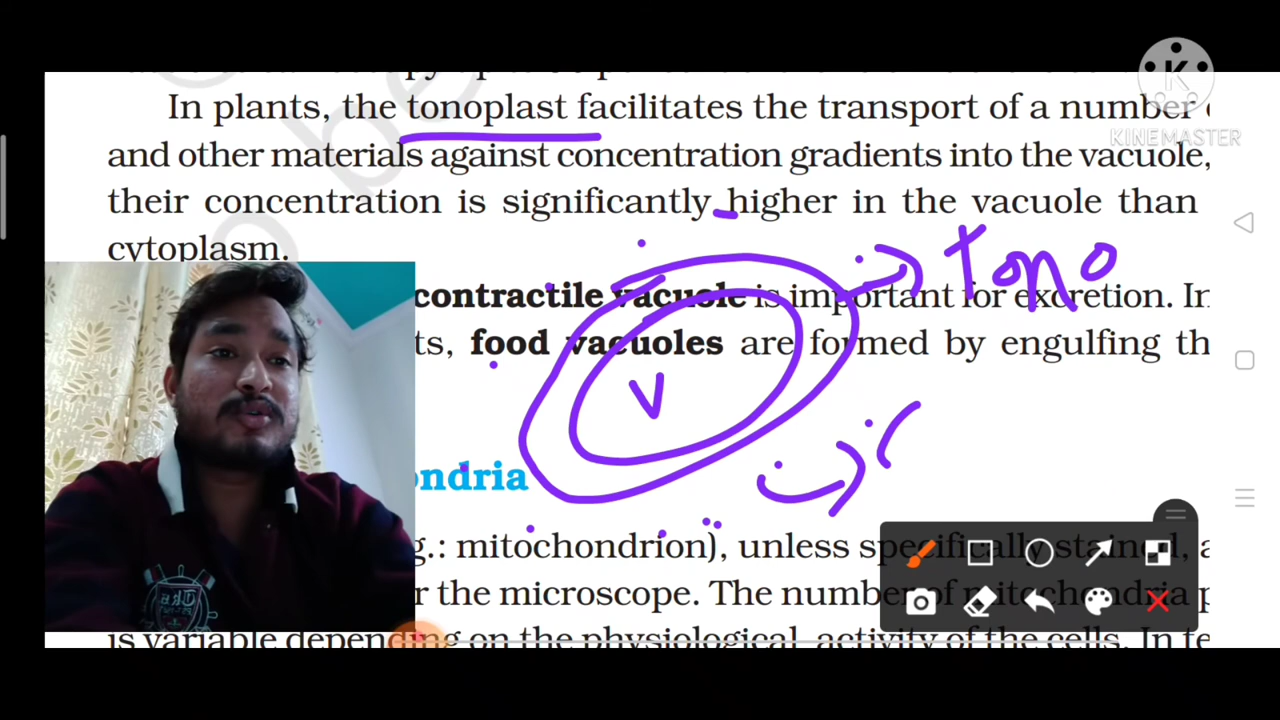 In plants, the tonoplast facilitates the transport of a number
and other materials against concentration gradients into the vacuole,
their concentration is significantly higher in the vacuole than
cytoplasm.
contractile vacuole is important for excretion. In
ts, food vacuoles are formed by engulfing th
tono
V
ondria
g.: mitochondrion), unless specifically stained, a
r the microscope. The number of mitochondria p
is variable depending on the physiological activity of the cells. In te
K
KINEMASTER